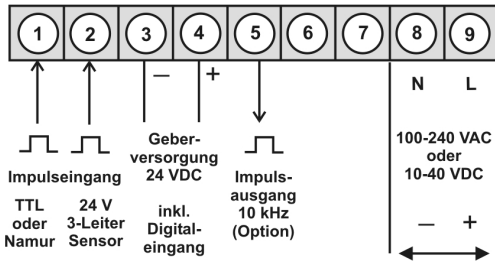 1 2 3 4 5 6 7 8 9
− +
N L
Impulseingang
TTL
oder
Namur
24 V
3-Leiter
Sensor
Geber-
versorgung
24 VDC
inkl.
Digital-
eingang
Impuls-
ausgang
10 kHz
(Option)
100-240 VAC
oder
10-40 VDC
− +